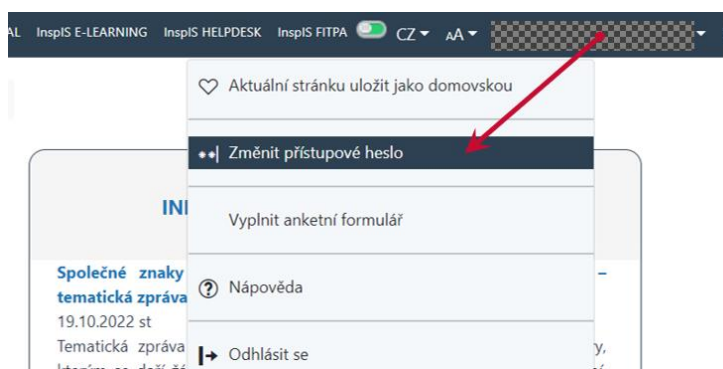 AL InspIS E-LEARNING InspIS HELPDESK InspIS FITPA CZ AA
Aktuální stránku uložit jako domovskou
Změnit přístupové heslo
INI
Vyplnit anketní formulář
Společné znaky –
tematická zpráva
Nápověda
19.10.2022 st
Tematická zpráva y,
Odhlásit se